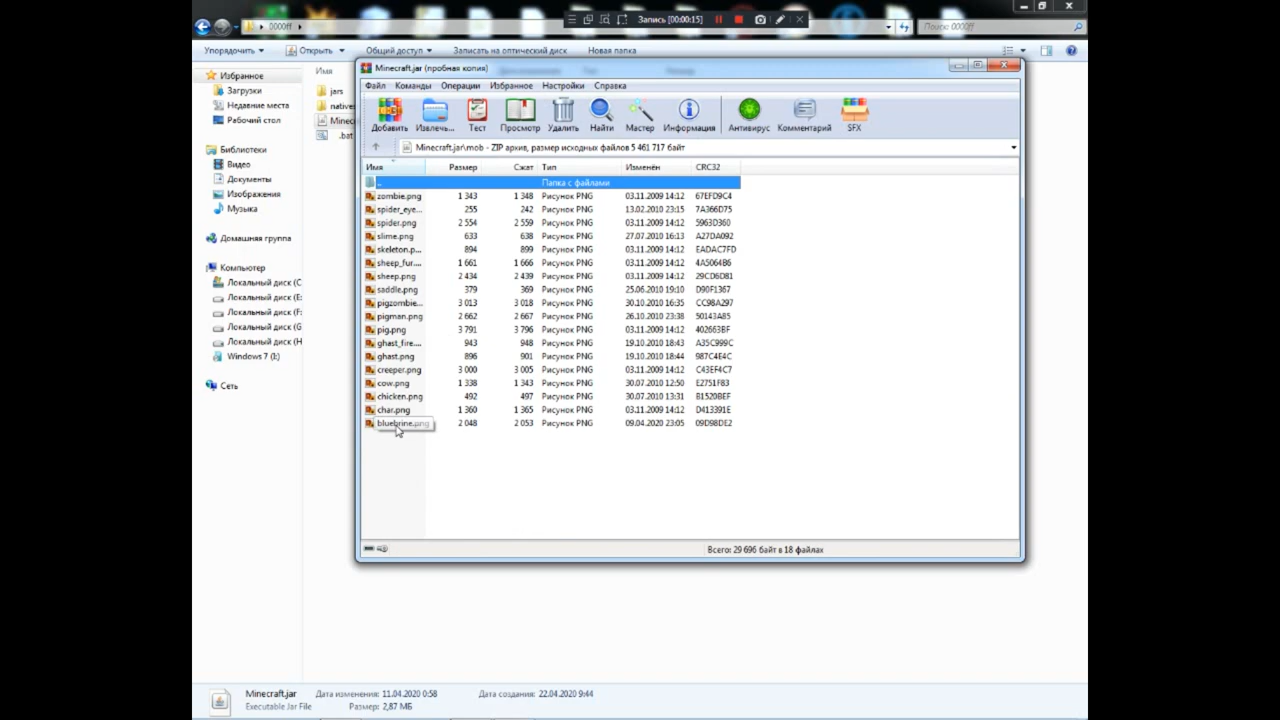 0000ff
Запись [00:00:15]
Поиск: 0000ff
Упорядочить
Открыть
Общий доступ
Записать на оптический диск
Новая папка
Избранное
Загрузки
Недавние места
Рабочий стол
Библиотеки
Видео
Документы
Изображения
Музыка
Домашняя группа
Компьютер
Локальный диск (C
Локальный диск (E:
Локальный диск (F:
Локальный диск (G
Локальный диск (H
Windows 7 (I:)
Сеть
Имя
jars
natives
Minecr
.bat
Minecraft.jar (пробная копия)
Файл Команды Операции Избранное Настройки Справка
Добавить Извлечь... Тест Просмотр Удалить Найти Мастер Информация Антивирус Комментарий SFX
Minecraft.jar\mob - ZIP архив, размер исходных файлов 5 461 717 байт
Имя Размер Сжат Тип Изменён CRC32
.. Папка с файлами
zombie.png 1 343 1 348 Рисунок PNG 03.11.2009 14:12 67EFD9C4
spider_eye... 255 242 Рисунок PNG 13.02.2010 23:15 7A366D75
spider.png 2 554 2 559 Рисунок PNG 03.11.2009 14:12 5963D360
slime.png 633 638 Рисунок PNG 27.07.2010 16:13 A27DA092
skeleton.p... 894 899 Рисунок PNG 03.11.2009 14:12 EADAC7FD
sheep_fur.... 1 661 1 666 Рисунок PNG 03.11.2009 14:12 4A5064B6
sheep.png 2 434 2 439 Рисунок PNG 03.11.2009 14:12 29CD6D81
saddle.png 379 369 Рисунок PNG 25.06.2010 19:10 D90F1367
pigzombie... 3 013 3 018 Рисунок PNG 30.10.2010 16:35 CC98A297
pigman.png 2 662 2 667 Рисунок PNG 26.10.2010 23:38 50143A85
pig.png 3 791 3 796 Рисунок PNG 03.11.2009 14:12 402663BF
ghast_fire.... 943 948 Рисунок PNG 19.10.2010 18:43 A35C999C
ghast.png 896 901 Рисунок PNG 19.10.2010 18:44 987C4E4C
creeper.png 3 000 3 005 Рисунок PNG 03.11.2009 14:12 C43EF4C7
cow.png 1 338 1 343 Рисунок PNG 30.07.2010 12:50 E2751F83
chicken.png 492 497 Рисунок PNG 30.07.2010 13:31 B1520BEF
char.png 1 360 1 365 Рисунок PNG 03.11.2009 14:12 D413391E
bluebrine.png 2 048 2 053 Рисунок PNG 09.04.2020 23:05 09D98DE2
Всего: 29 696 байт в 18 файлах
Minecraft.jar Дата изменения: 11.04.2020 0:58 Дата создания: 22.04.2020 9:44
Executable Jar File Размер: 2,87 МБ